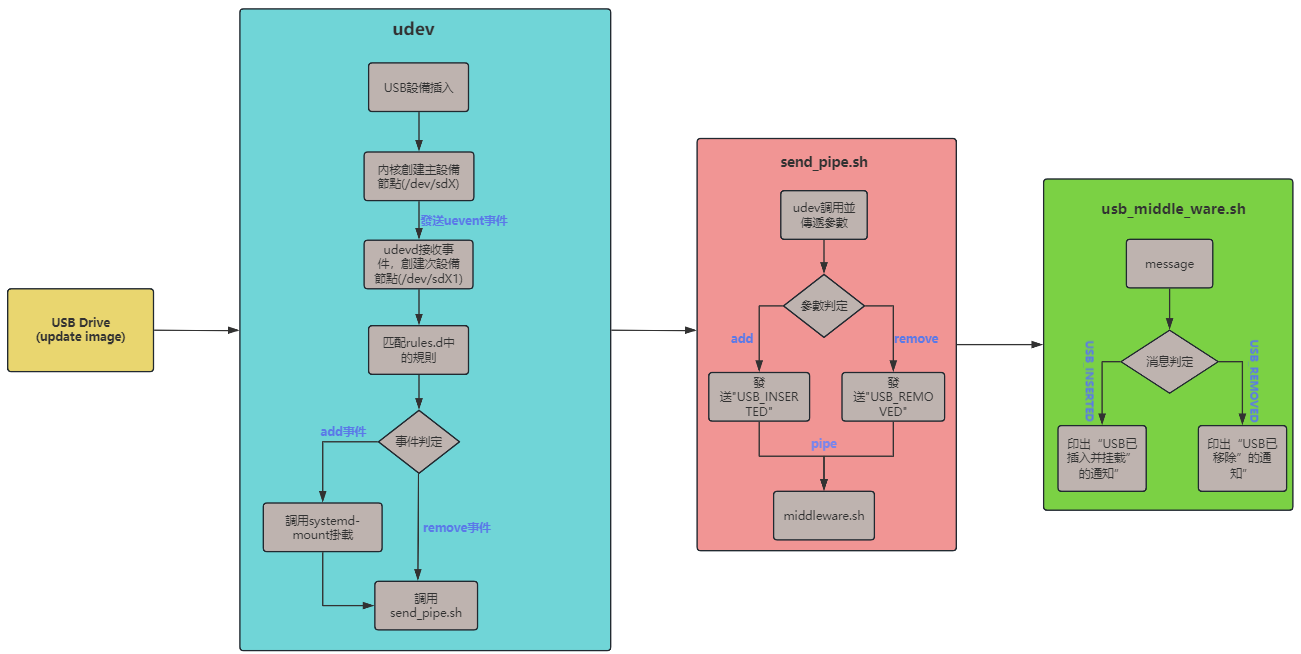 USB Drive
(update image)
udev
USB設備插入
内核創建主設備
節點(/dev/sdX)
發送uevent事件
udevd接收事
件，創建次設備
節點(/dev/sdX1)
匹配rules.d中
的規則
事件判定
add事件
調用systemd-
mount掛載
remove事件
調用
send_pipe.sh
send_pipe.sh
udev調用並
傳遞參數
參數判定
add
remove
發
送"USB_INSER
TED"
發
送"USB_REMO
VED"
pipe
middleware.sh
usb_middle_ware.sh
message
消息判定
USB_INSERTED
USB_REMOVED
印出“USB已
插入并挂载”
的通知”
印出“USB已
移除”的通
知”